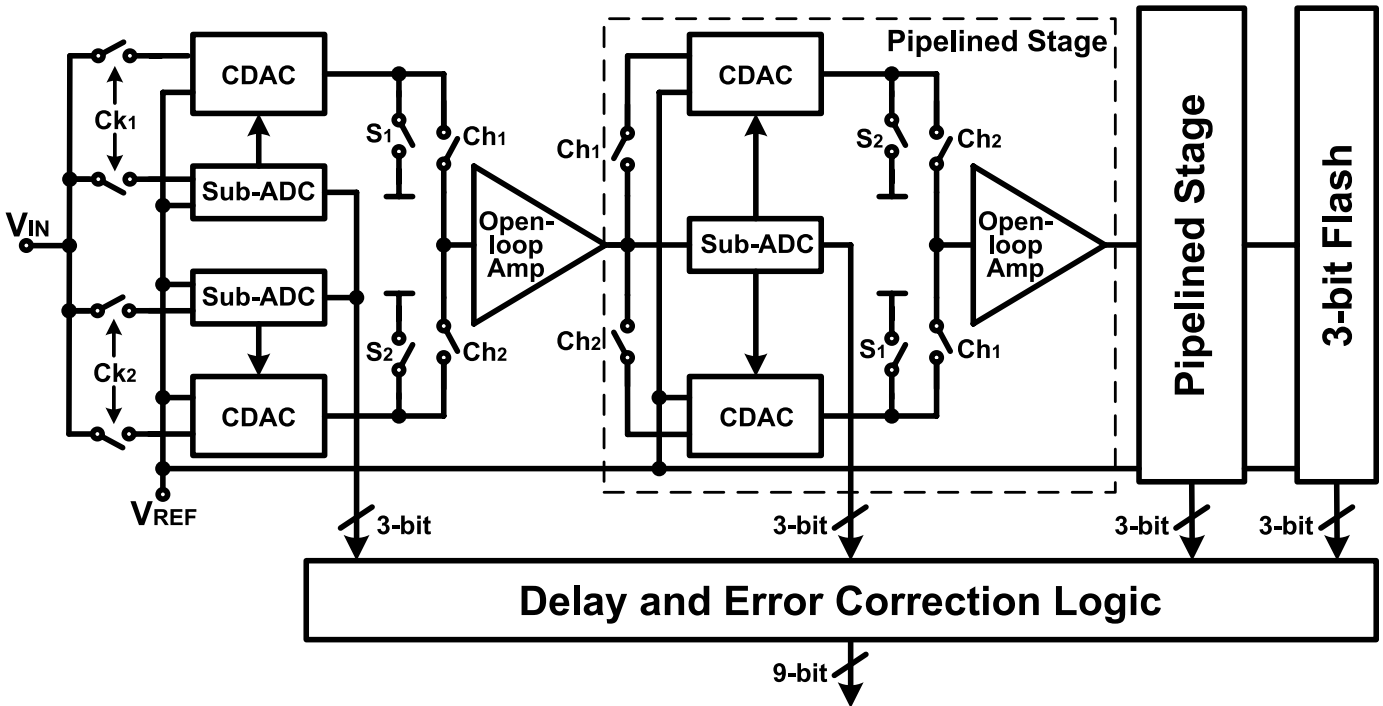 Pipelined Stage
CDAC
CDAC
Ck1
S1
Ch1
Ch1
S2
Ch2
Sub-ADC
Open-
loop
Amp
Sub-ADC
Open-
loop
Amp
VIN
Sub-ADC
Ck2
S2
Ch2
Ch2
S1
Ch1
CDAC
CDAC
VREF
Pipelined Stage
3-bit Flash
3-bit
3-bit
3-bit
3-bit
Delay and Error Correction Logic
9-bit